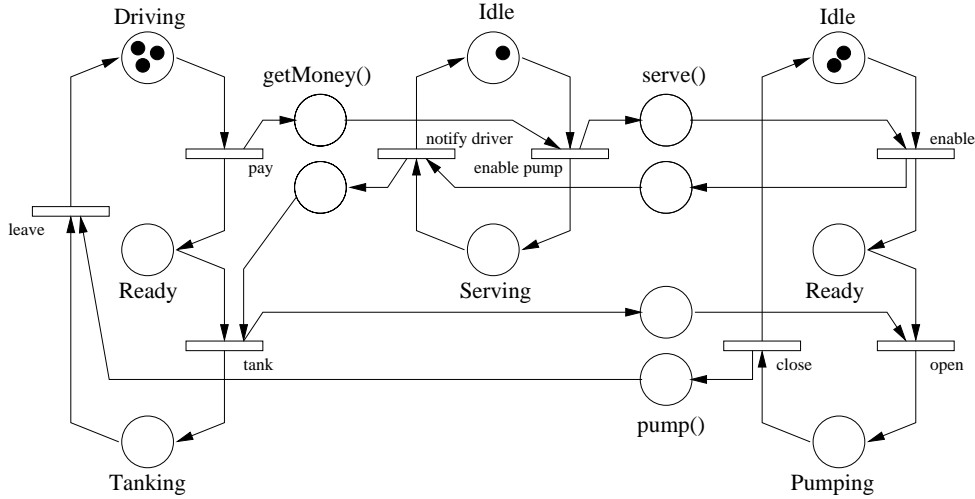 Driving
Idle
Idle
getMoney()
serve()
pay
notify driver
enable pump
enable
leave
Ready
Serving
Ready
tank
close
open
pump()
Tanking
Pumping